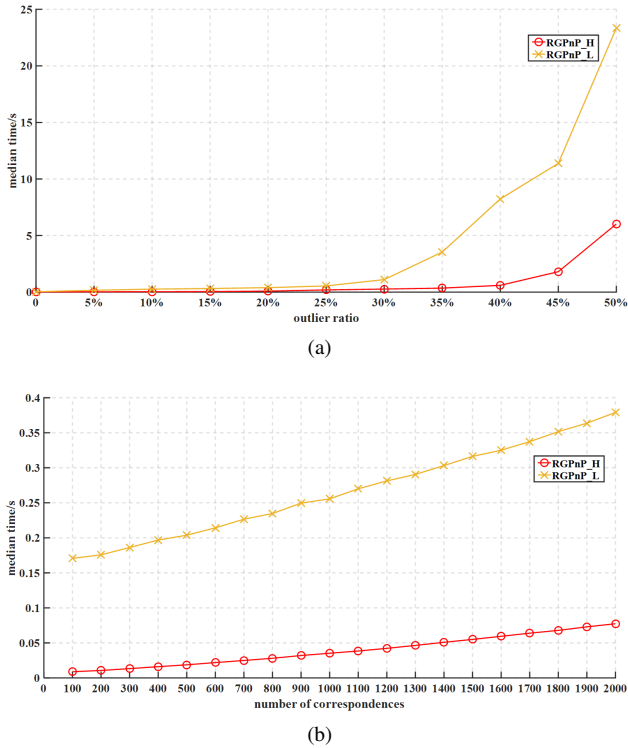 25
20
15
10
5
0
median time/s
RGPnP_H
RGPnP_L
0 5% 10% 15% 20% 25% 30% 35% 40% 45% 50%
outlier ratio
(a)
0.4
0.35
0.3
0.25
0.2
0.15
0.1
0.05
0
median time/s
RGPnP_H
RGPnP_L
0 100 200 300 400 500 600 700 800 900 1000 1100 1200 1300 1400 1500 1600 1700 1800 1900 2000
number of correspondences
(b)